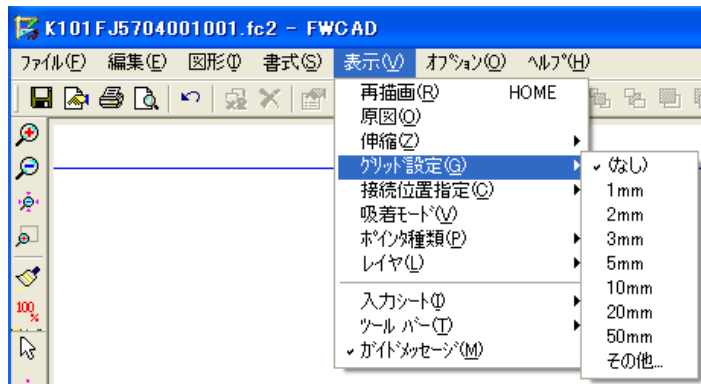 K101FJ5704001001.fc2 - FWCAD
ﾌｧｲﾙ(F) 編集(E) 図形(I) 書式(S) 表示(V) ｵﾌﾟｼｮﾝ(O) ﾍﾙﾌﾟ(H)
再描画(R) HOME
原図(O)
伸縮(Z)
ｸﾞﾘｯﾄﾞ設定(G)
接続位置指定(C)
吸着ﾓｰﾄﾞ(V)
ﾎﾟｲﾝﾀ種類(P)
ﾚｲﾔ(L)
入力ｼｰﾄ(I)
ﾂｰﾙ ﾊﾞｰ(T)
ｶﾞｲﾄﾞﾒｯｾｰｼﾞ(M)
(なし)
1mm
2mm
3mm
5mm
10mm
20mm
50mm
その他...
100%